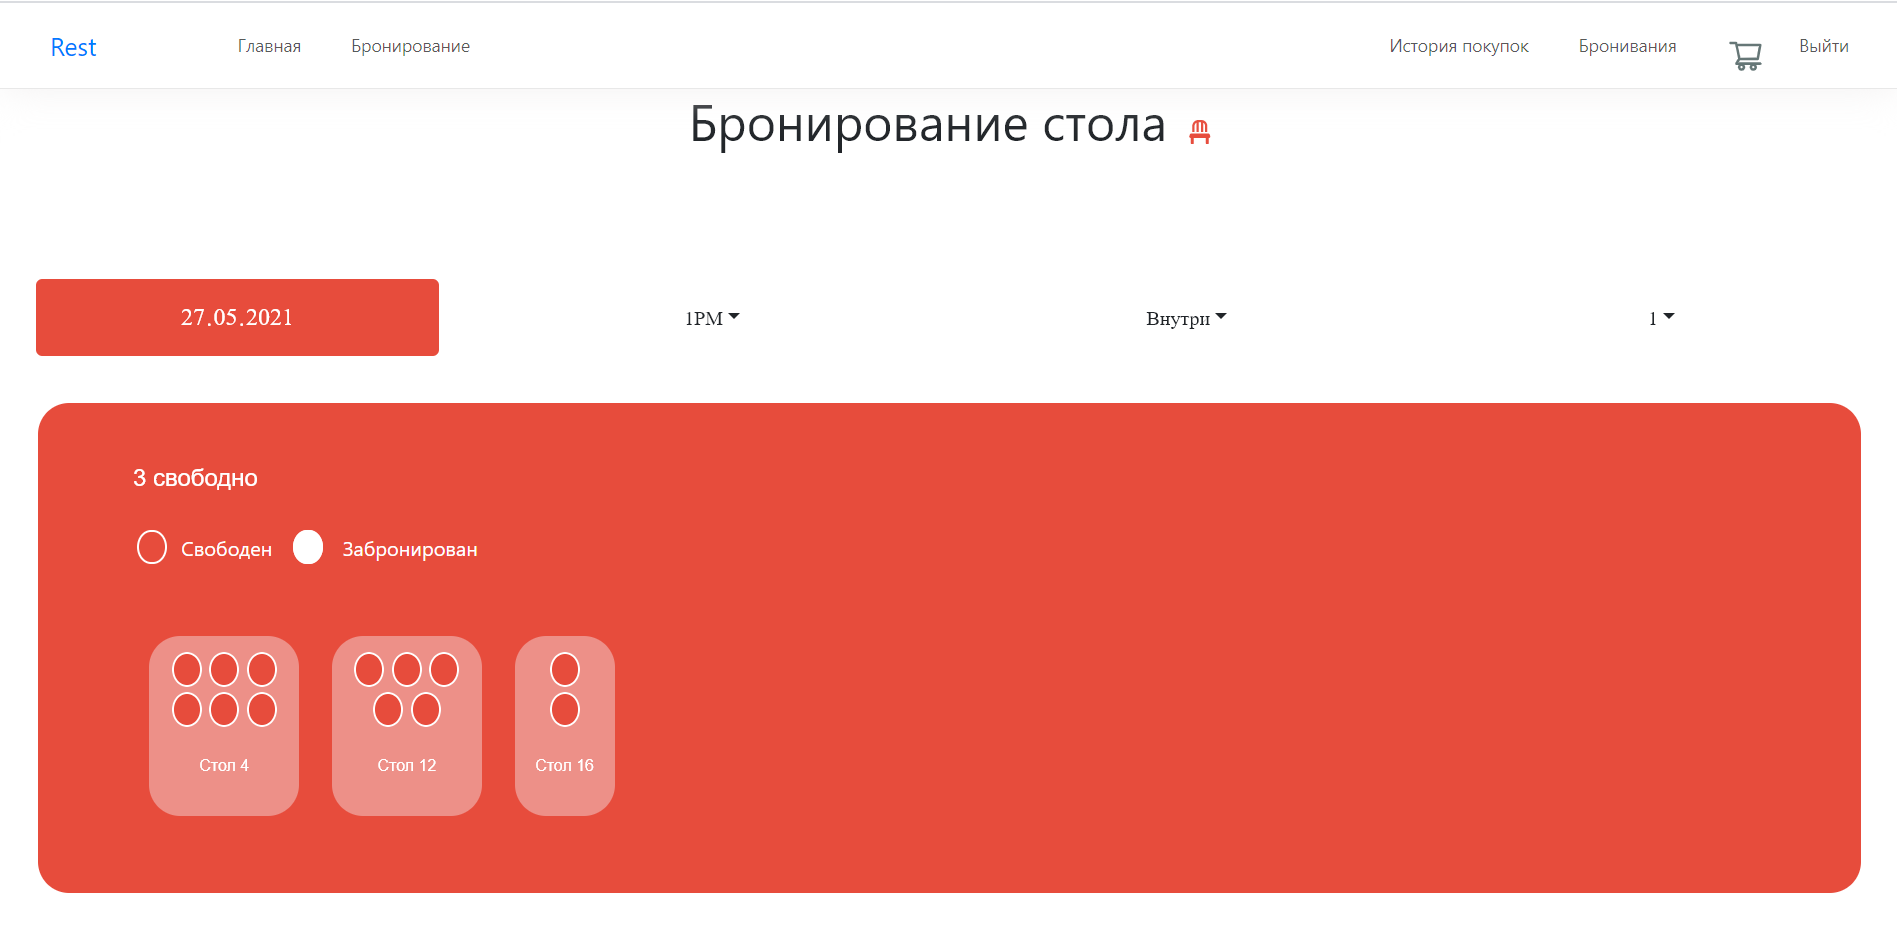 Rest Главная Бронирование История покупок Бронивания Выйти
Бронирование стола
27.05.2021 1PM Внутри 1
3 свободно
Свободен Забронирован
Стол 4 Стол 12 Стол 16